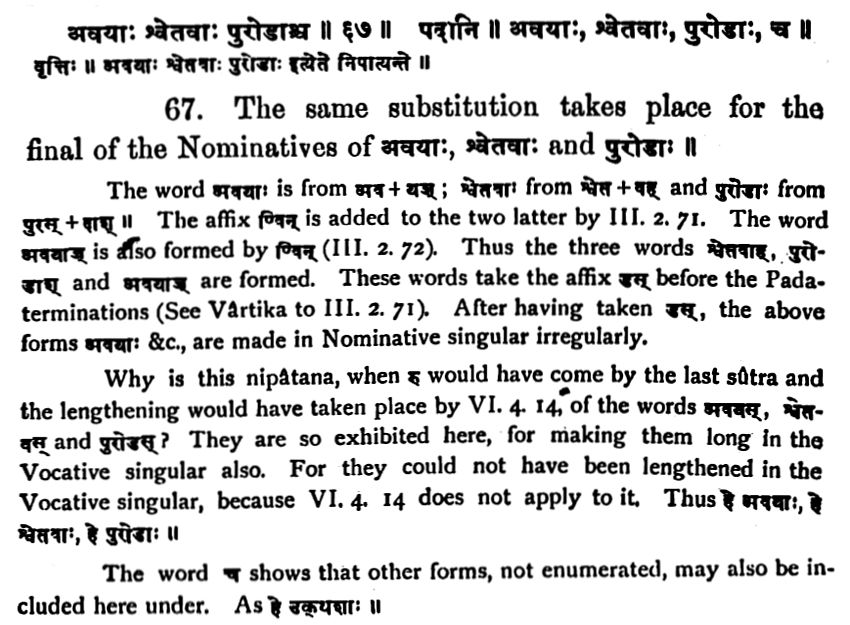 अवयाः श्वेतवाः पुरोडाश्च ॥ ६७ ॥ पदानि ॥ अवयाः, श्वेतवाः, पुरोडाः, च ॥
वृत्तिः ॥ अवयाः श्वेतवाः पुरोडाः इत्येते निपात्यन्ते ॥
67. The same substitution takes place for the
final of the Nominatives of अवयाः, श्वेतवाः and पुरोडाः ॥
The word अवयाः is from अव + यज्; श्वेतवाः from श्वेत + वह् and पुरोडाः from
पुरस् + दाश् ॥ The affix ण्विन् is added to the two latter by III. 2. 71. The word
अवयाज् is also formed by ण्विन् (III. 2. 72). Thus the three words श्वेतवाह्, पुरो-
डाश् and अवयाज् are formed. These words take the affix डस् before the Pada-
terminations (See Vârtika to III. 2. 71). After having taken डस्, the above
forms अवयाः &c., are made in Nominative singular irregularly.
Why is this nipâtana, when रु would have come by the last sûtra and
the lengthening would have taken place by VI. 4. 14, of the words अवयस्, श्वेत-
वस् and पुरोडस्? They are so exhibited here, for making them long in the
Vocative singular also. For they could not have been lengthened in the
Vocative singular, because VI. 4. 14 does not apply to it. Thus हे अवयाः, हे
श्वेतवाः, हे पुरोडाः ॥
The word च shows that other forms, not enumerated, may also be in-
cluded here under. As हे उक्थशाः ॥